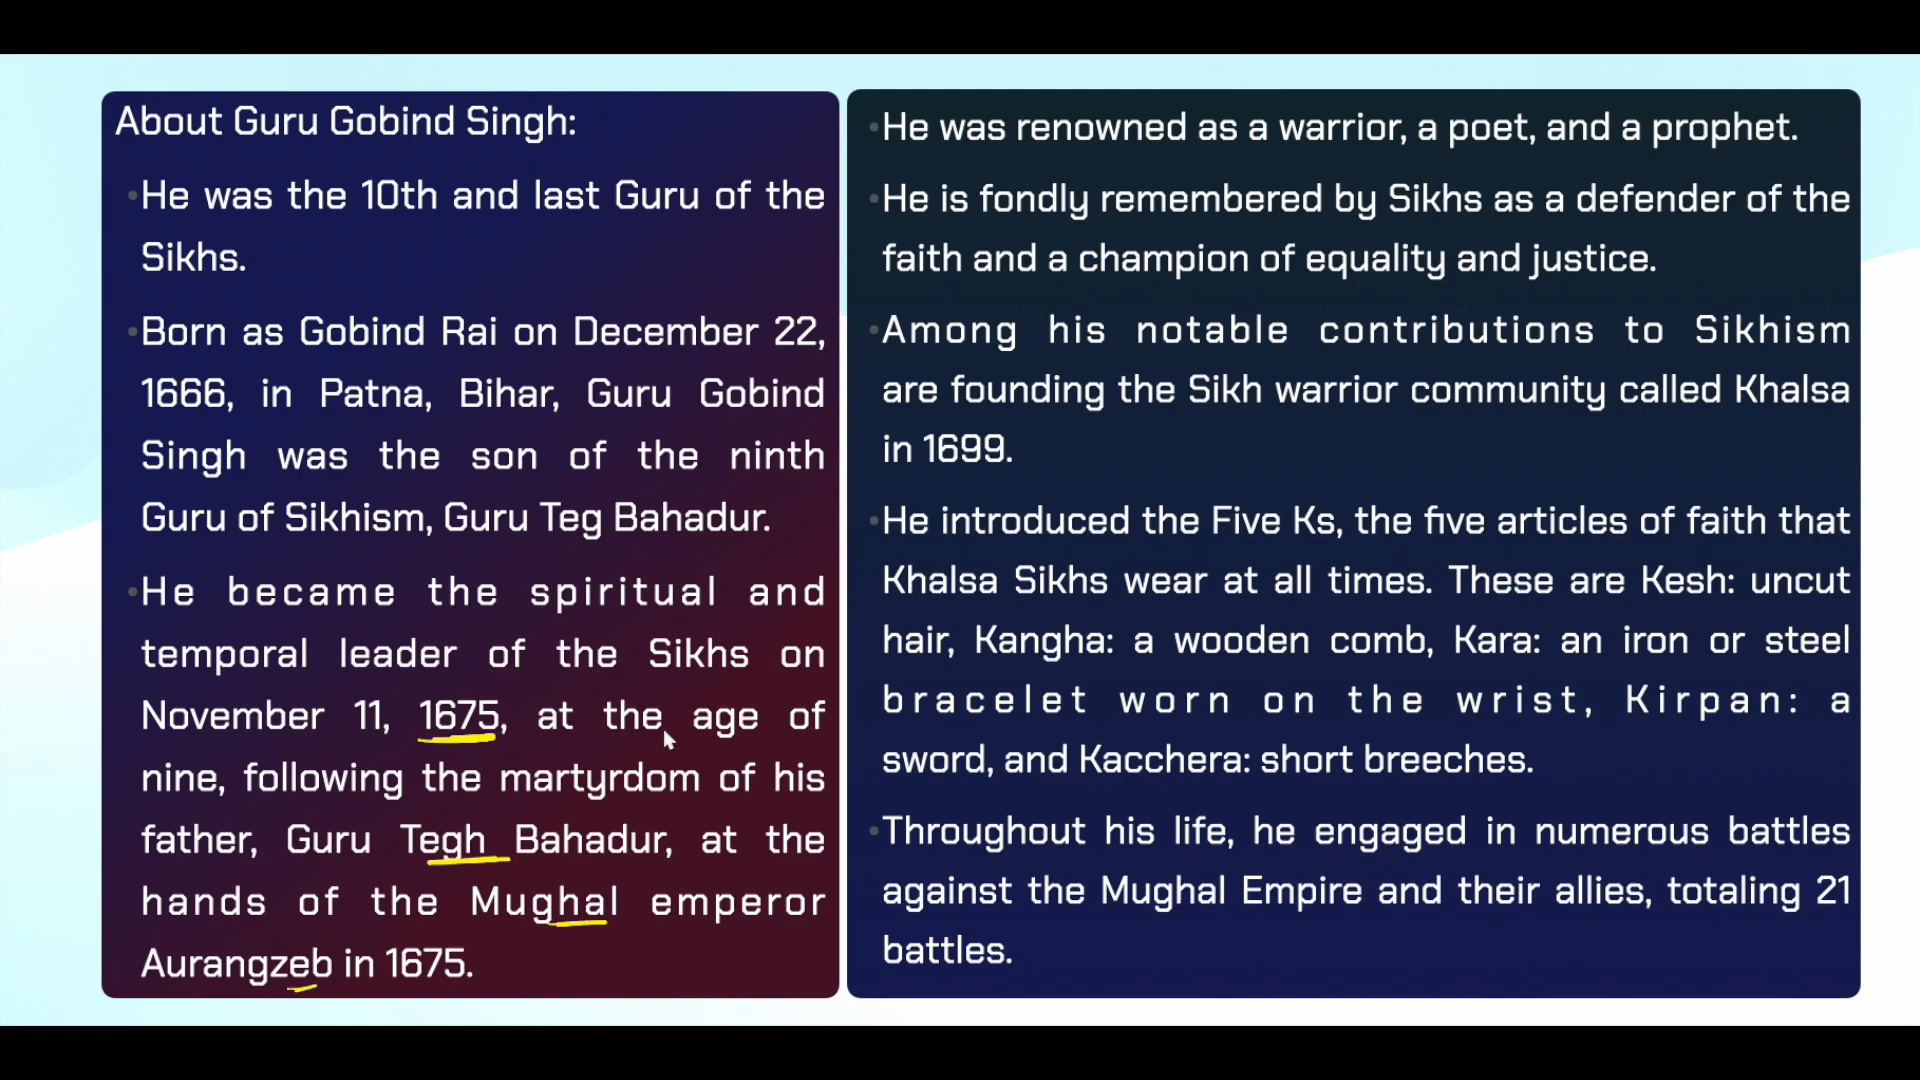 About Guru Gobind Singh:
•He was the 10th and last Guru of the
Sikhs.
•Born as Gobind Rai on December 22,
1666, in Patna, Bihar, Guru Gobind
Singh was the son of the ninth
Guru of Sikhism, Guru Teg Bahadur.
•He became the spiritual and
temporal leader of the Sikhs on
November 11, 1675, at the age of
nine, following the martyrdom of his
father, Guru Tegh Bahadur, at the
hands of the Mughal emperor
Aurangzeb in 1675.
•He was renowned as a warrior, a poet, and a prophet.
•He is fondly remembered by Sikhs as a defender of the
faith and a champion of equality and justice.
•Among his notable contributions to Sikhism
are founding the Sikh warrior community called Khalsa
in 1699.
•He introduced the Five Ks, the five articles of faith that
Khalsa Sikhs wear at all times. These are Kesh: uncut
hair, Kangha: a wooden comb, Kara: an iron or steel
bracelet worn on the wrist, Kirpan: a
sword, and Kacchera: short breeches.
•Throughout his life, he engaged in numerous battles
against the Mughal Empire and their allies, totaling 21
battles.